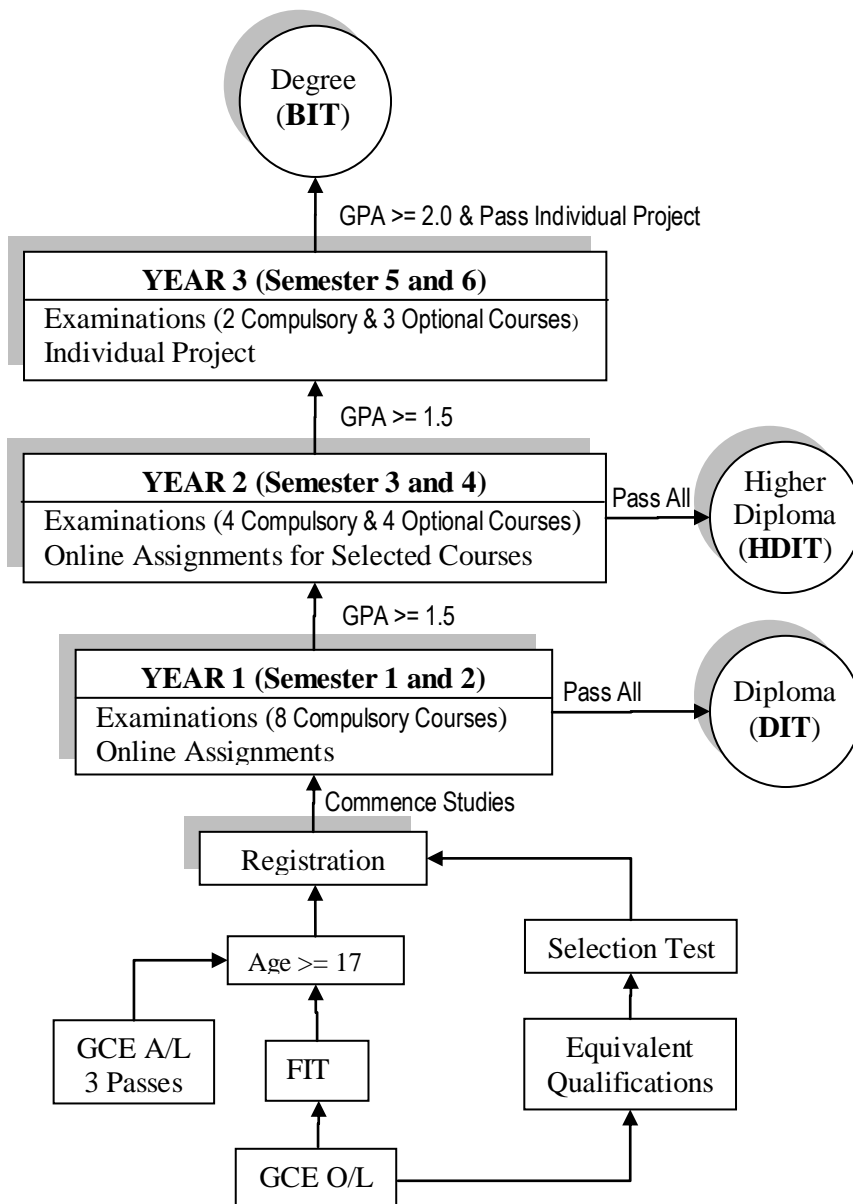 Degree
(BIT)
GPA >= 2.0 & Pass Individual Project
YEAR 3 (Semester 5 and 6)
Examinations (2 Compulsory & 3 Optional Courses)
Individual Project
GPA >= 1.5
YEAR 2 (Semester 3 and 4)
Examinations (4 Compulsory & 4 Optional Courses)
Online Assignments for Selected Courses
Pass All
Higher
Diploma
(HDIT)
GPA >= 1.5
YEAR 1 (Semester 1 and 2)
Examinations (8 Compulsory Courses)
Online Assignments
Pass All
Diploma
(DIT)
Commence Studies
Registration
Age >= 17
Selection Test
GCE A/L
3 Passes
FIT
Equivalent
Qualifications
GCE O/L